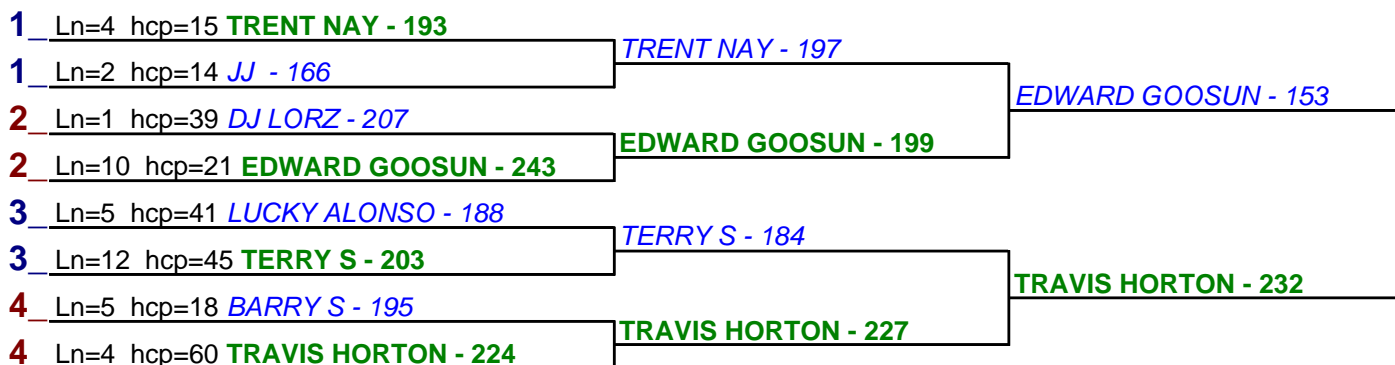 1_ Ln=4 hcp=15 TRENT NAY - 193
TRENT NAY - 197
1_ Ln=2 hcp=14 JJ - 166
EDWARD GOOSUN - 153
2_ Ln=1 hcp=39 DJ LORZ - 207
EDWARD GOOSUN - 199
2_ Ln=10 hcp=21 EDWARD GOOSUN - 243
3_ Ln=5 hcp=41 LUCKY ALONSO - 188
TERRY S - 184
3_ Ln=12 hcp=45 TERRY S - 203
TRAVIS HORTON - 232
4_ Ln=5 hcp=18 BARRY S - 195
TRAVIS HORTON - 227
4 Ln=4 hcp=60 TRAVIS HORTON - 224